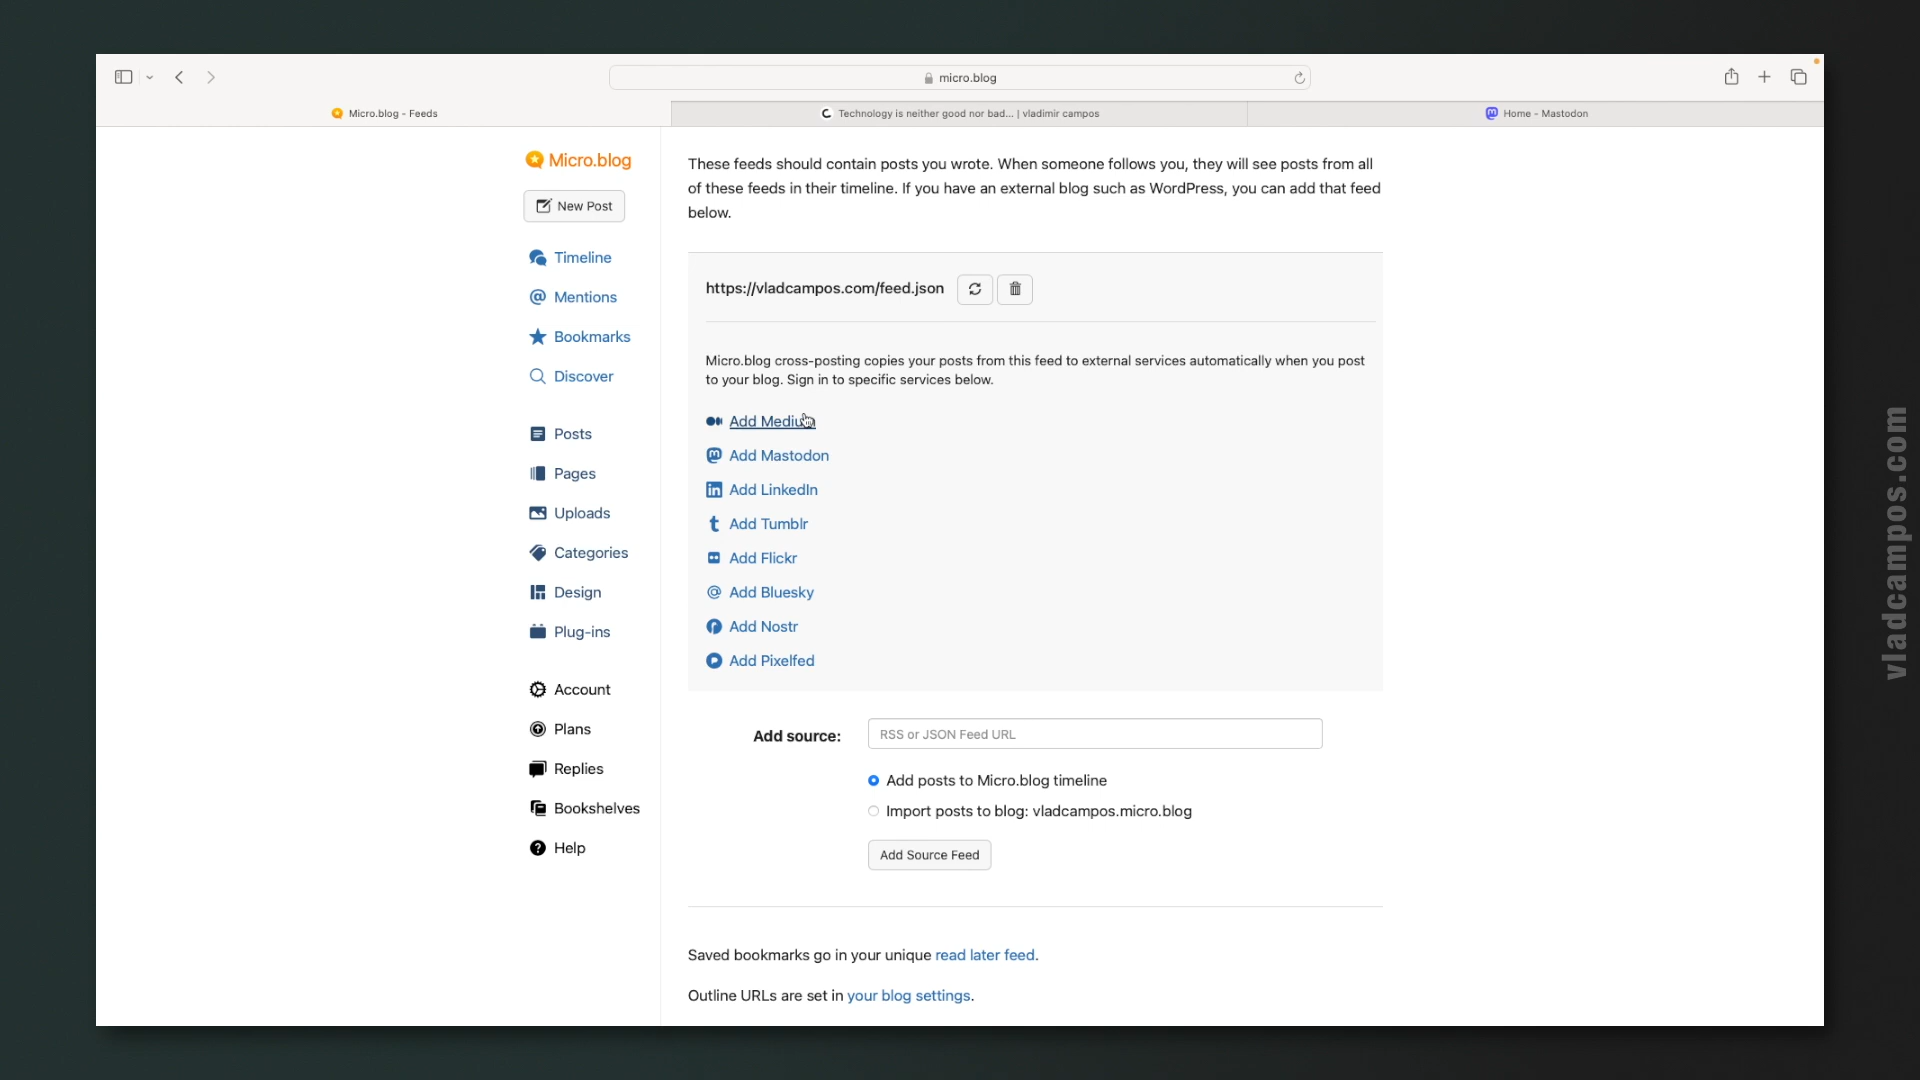 micro.blog
Micro.blog - Feeds
Technology is neither good nor bad... | vladimir campos
Home - Mastodon
Micro.blog
New Post
Timeline
Mentions
Bookmarks
Discover
Posts
Pages
Uploads
Categories
Design
Plug-ins
Account
Plans
Replies
Bookshelves
Help
These feeds should contain posts you wrote. When someone follows you, they will see posts from all
of these feeds in their timeline. If you have an external blog such as WordPress, you can add that feed
below.
https://vladcampos.com/feed.json
Micro.blog cross-posting copies your posts from this feed to external services automatically when you post
to your blog. Sign in to specific services below.
Add Medium
Add Mastodon
Add LinkedIn
Add Tumblr
Add Flickr
Add Bluesky
Add Nostr
Add Pixelfed
Add source:
RSS or JSON Feed URL
Add posts to Micro.blog timeline
Import posts to blog: vladcampos.micro.blog
Add Source Feed
Saved bookmarks go in your unique read later feed.
Outline URLs are set in your blog settings.
vladcampos.com